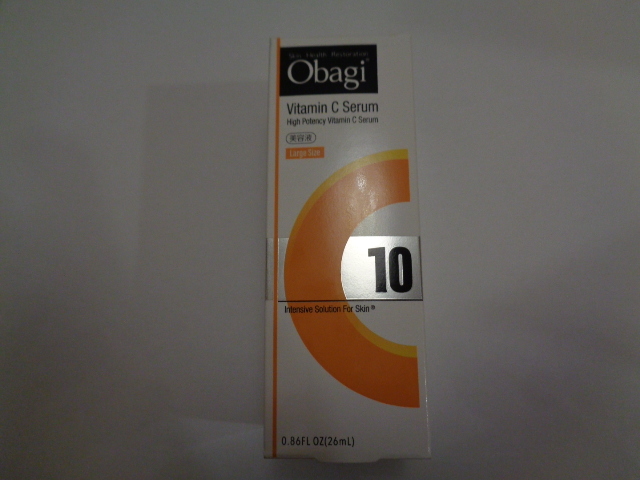 Skin Health Restoration
Obagi®
Vitamin C Serum
High Potency Vitamin C Serum
美容液
Large Size
C
10
Intensive Solution For Skin®
0.86FL OZ(26mL)